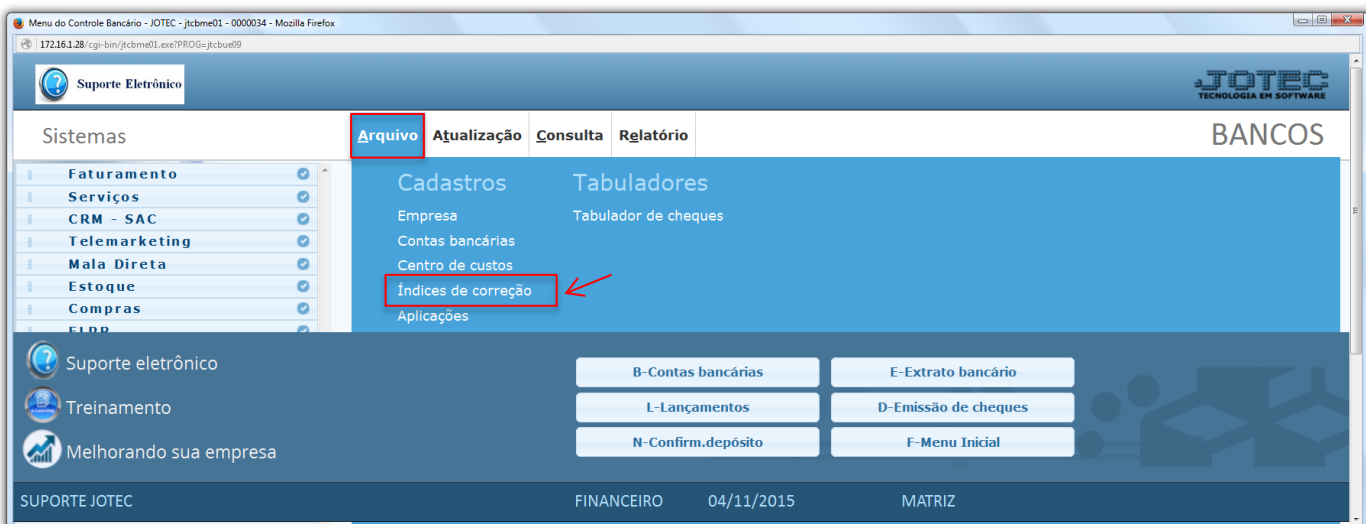 Menu do Controle Bancário - JOTEC - jtcbme01 - 0000034 - Mozilla Firefox
172.16.1.28/cgi-bin/jtcbme01.exe?PROG=jtcbue09
Suporte Eletrônico
JOTEC
TECNOLOGIA EM SOFTWARE
Sistemas
Arquivo Atualização Consulta Relatório
BANCOS
Faturamento
Serviços
CRM - SAC
Telemarketing
Mala Direta
Estoque
Compras
Cadastros
Empresa
Contas bancárias
Centro de custos
Índices de correção
Aplicações
Tabuladores
Tabulador de cheques
Suporte eletrônico
Treinamento
Melhorando sua empresa
B-Contas bancárias
E-Extrato bancário
L-Lançamentos
D-Emissão de cheques
N-Confirm.depósito
F-Menu Inicial
SUPORTE JOTEC
FINANCEIRO
04/11/2015
MATRIZ